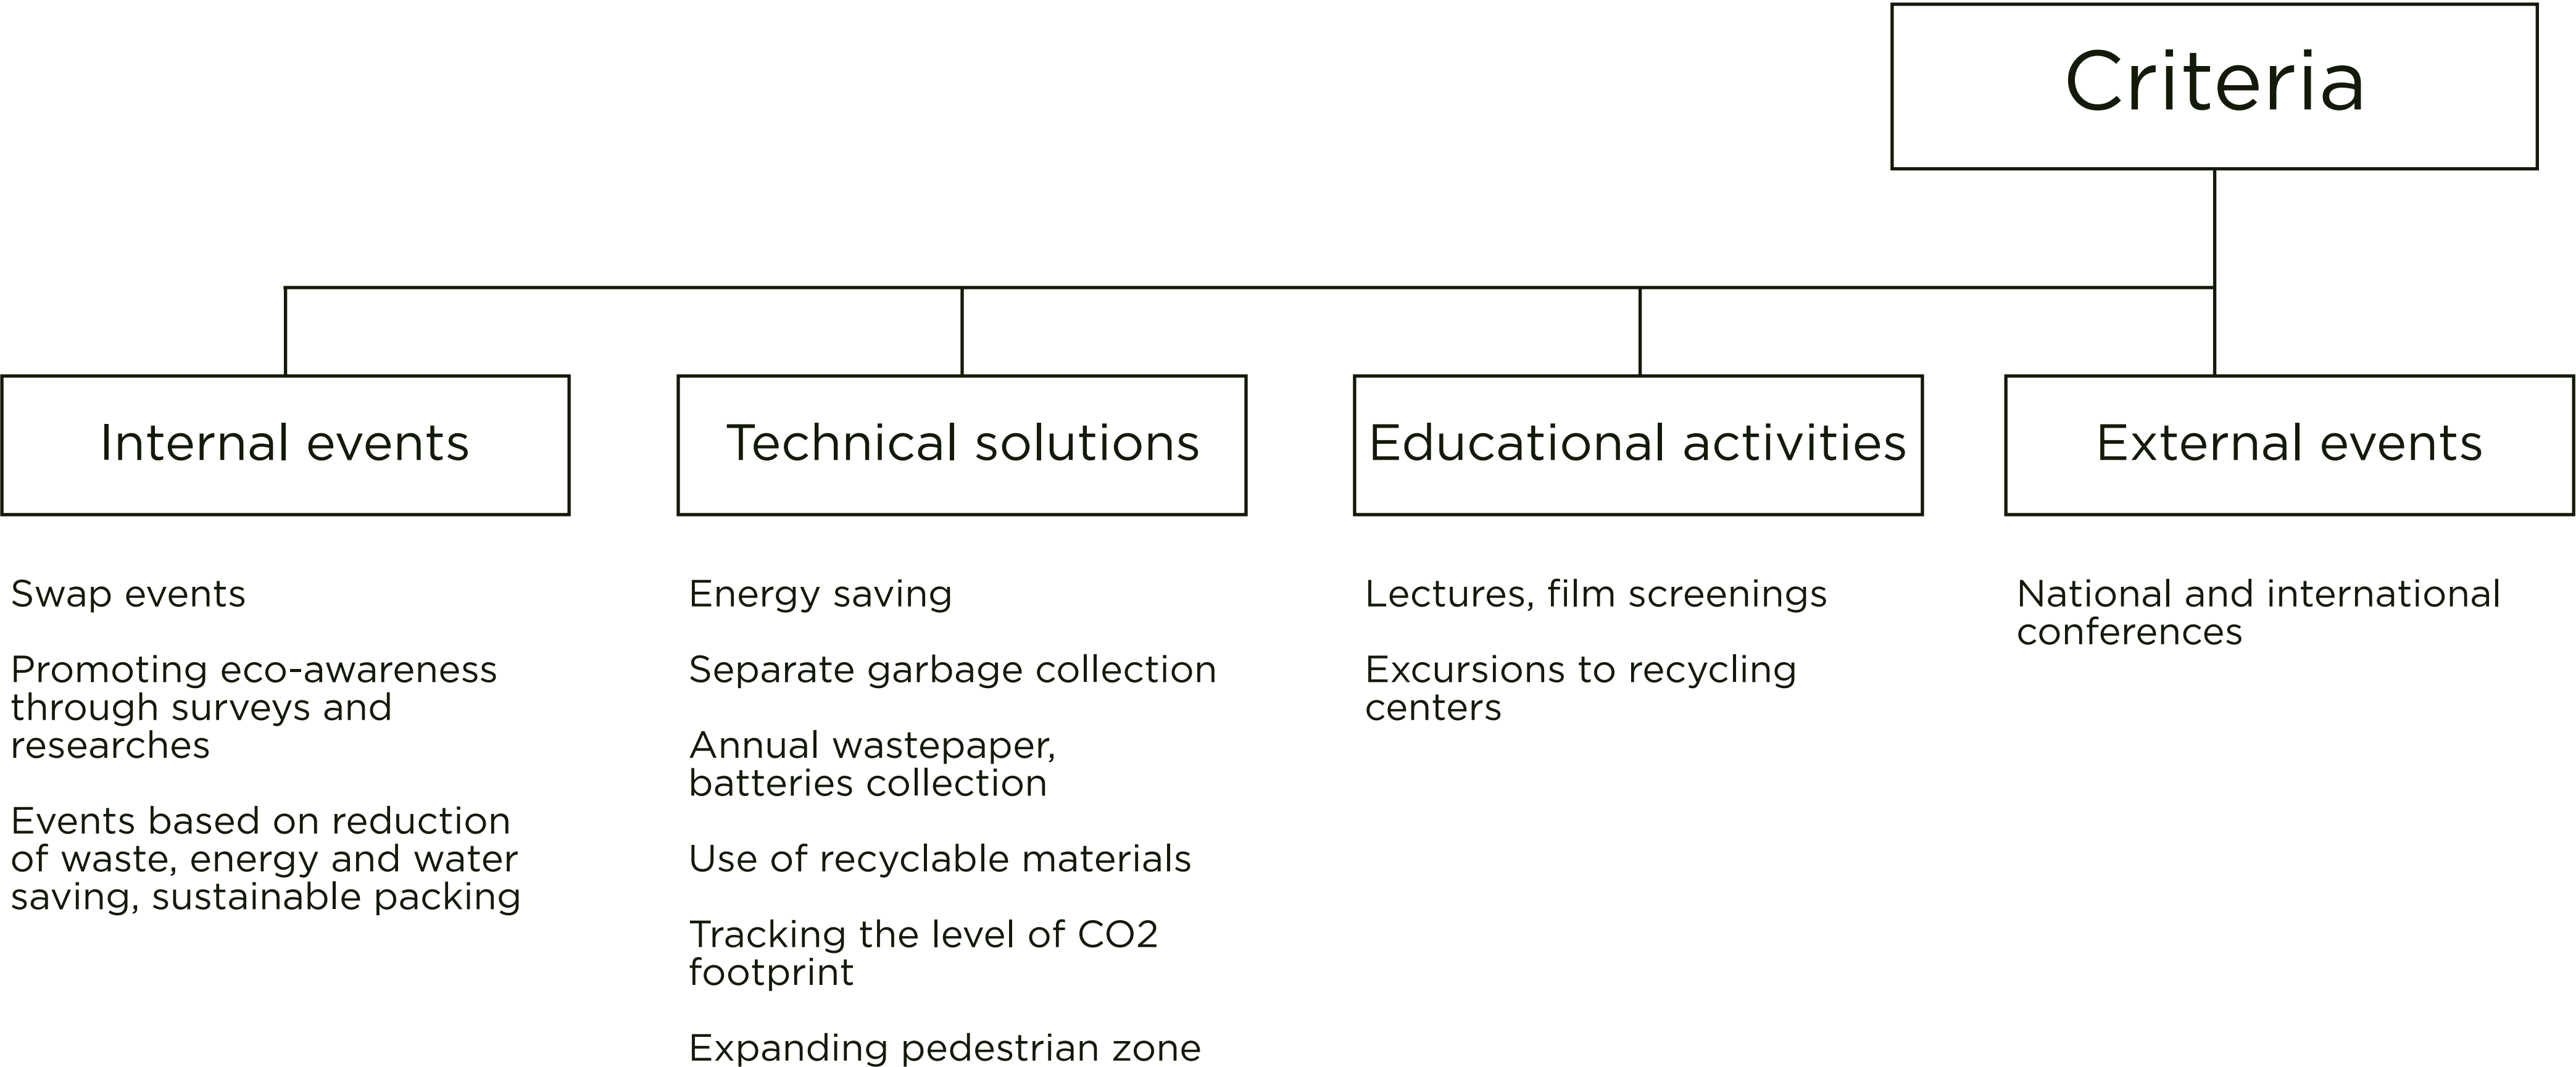 Criteria
Internal events
Swap events
Promoting eco-awareness
through surveys and
researches
Events based on reduction
of waste, energy and water
saving, sustainable packing
Technical solutions
Energy saving
Separate garbage collection
Annual wastepaper,
batteries collection
Use of recyclable materials
Tracking the level of CO2
footprint
Expanding pedestrian zone
Educational activities
Lectures, film screenings
Excursions to recycling
centers
External events
National and international
conferences